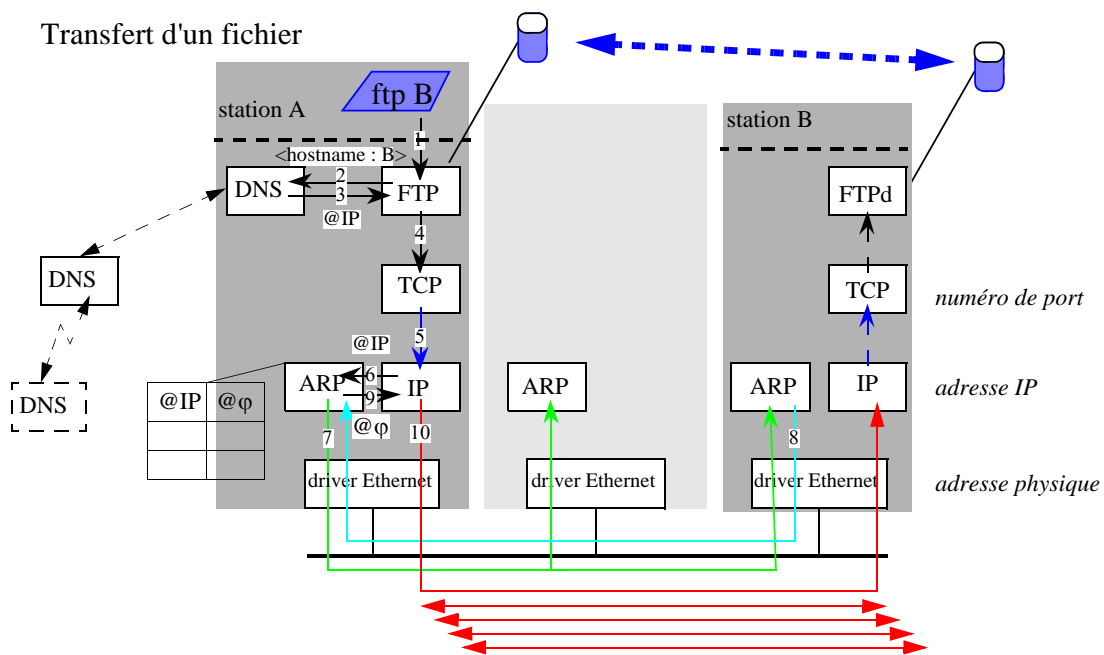 Transfert d'un fichier
ftp B
station A
station B
1
<hostname : B>
DNS
2
3
FTP
FTPd
@IP
4
DNS
TCP
TCP
numéro de port
5
@IP
DNS
@IP
@φ
ARP
6
9
IP
ARP
ARP
IP
adresse IP
@φ
7
10
8
driver Ethernet
driver Ethernet
driver Ethernet
adresse physique